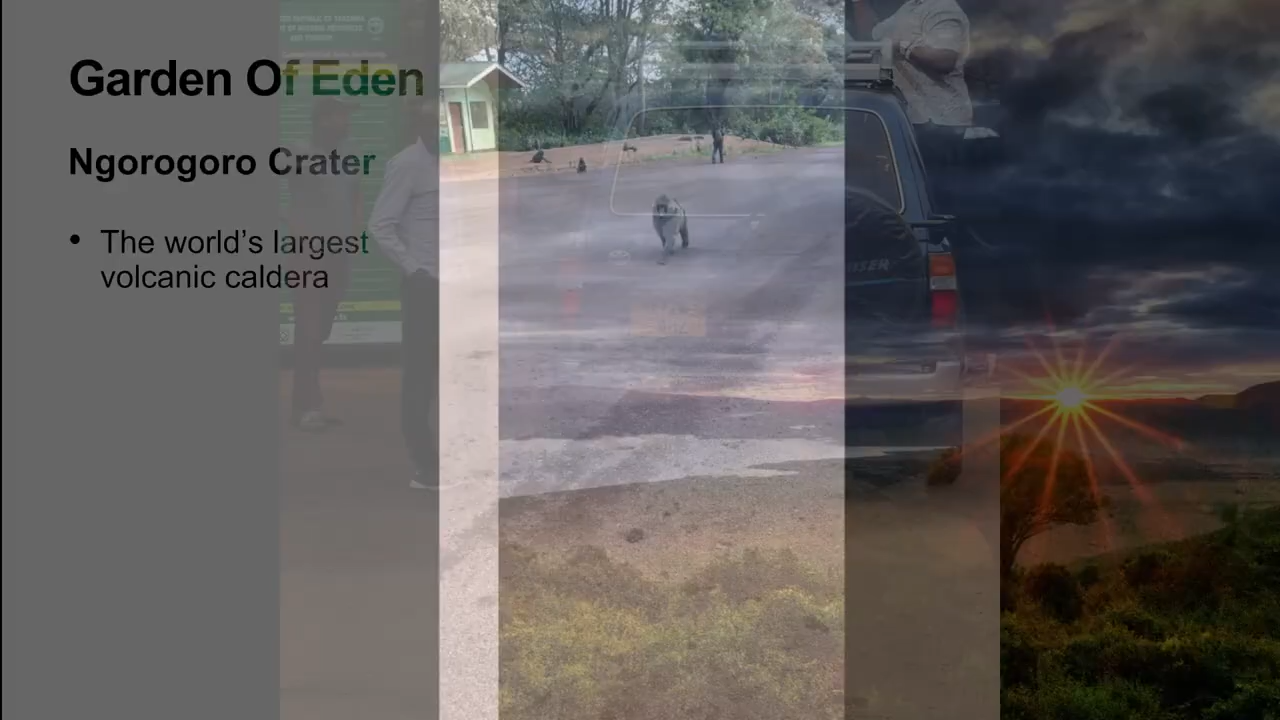 Garden Of Eden
Ngorogoro Crater
• The world's largest
volcanic caldera